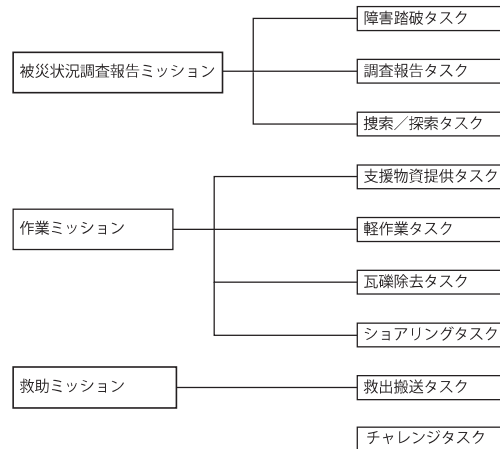 障害踏破タスク
被災状況調査報告ミッション
調査報告タスク
捜索／探索タスク
支援物資提供タスク
作業ミッション
軽作業タスク
瓦礫除去タスク
ショアリングタスク
救助ミッション
救出搬送タスク
チャレンジタスク